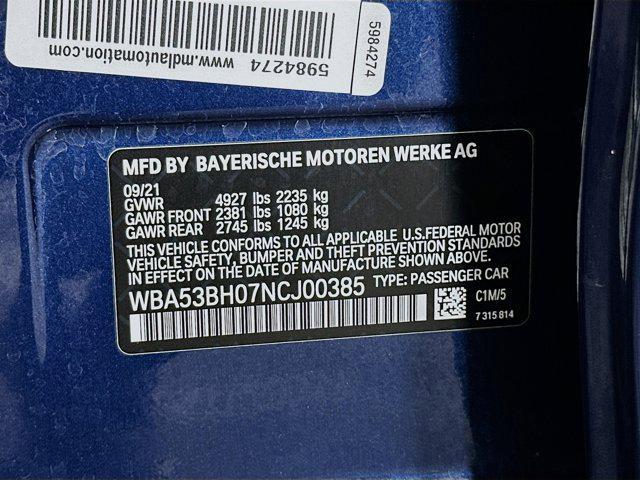 5984274
www.mdlautomation.com
5984274
MFD BY BAYERISCHE MOTOREN WERKE AG
09/21
GVWR 4927 lbs 2235 kg
GAWR FRONT 2381 lbs 1080 kg
GAWR REAR 2745 lbs 1245 kg
THIS VEHICLE CONFORMS TO ALL APPLICABLE U.S.FEDERAL MOTOR
VEHICLE SAFETY, BUMPER AND THEFT PREVENTION STANDARDS
IN EFFECT ON THE DATE OF MANUFACTURE SHOWN ABOVE.
WBA53BH07NCJ00385 TYPE: PASSENGER CAR
C1M/5
7 315 814